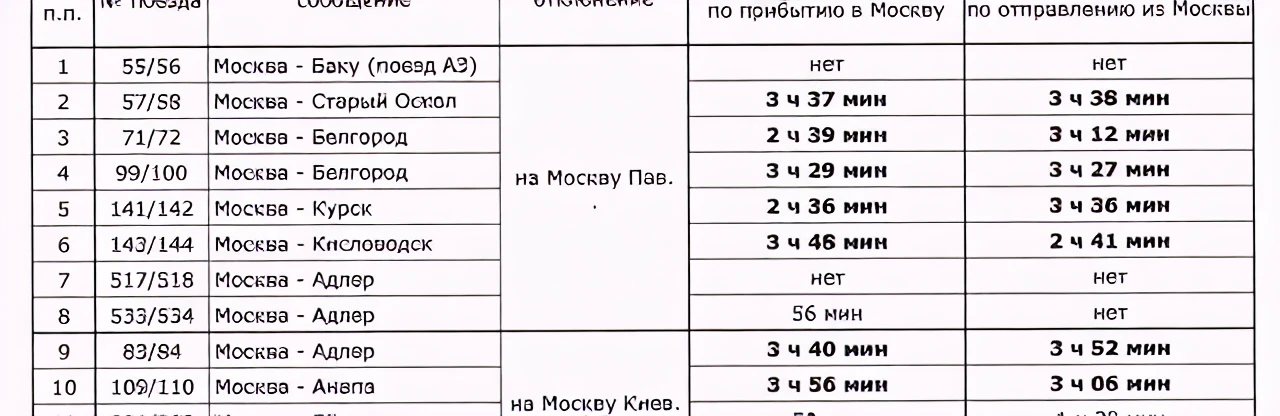 п.п. № поезда сообщение отклонение по прибытию в Москву по отправлению из Москвы
1 55/56 Москва - Баку (поезд АЗ) нет нет
2 57/58 Москва - Старый Оскол 3 ч 37 мин 3 ч 38 мин
3 71/72 Москва - Белгород 2 ч 39 мин 3 ч 12 мин
4 99/100 Москва - Белгород на Москву Пав. 3 ч 29 мин 3 ч 27 мин
5 141/142 Москва - Курск 2 ч 36 мин 3 ч 36 мин
6 143/144 Москва - Кисловодск 3 ч 46 мин 2 ч 41 мин
7 517/518 Москва - Адлер нет нет
8 533/534 Москва - Адлер 56 мин нет
9 83/84 Москва - Адлер 3 ч 40 мин 3 ч 52 мин
10 109/110 Москва - Анапа 3 ч 56 мин 3 ч 06 мин
на Москву Киев.